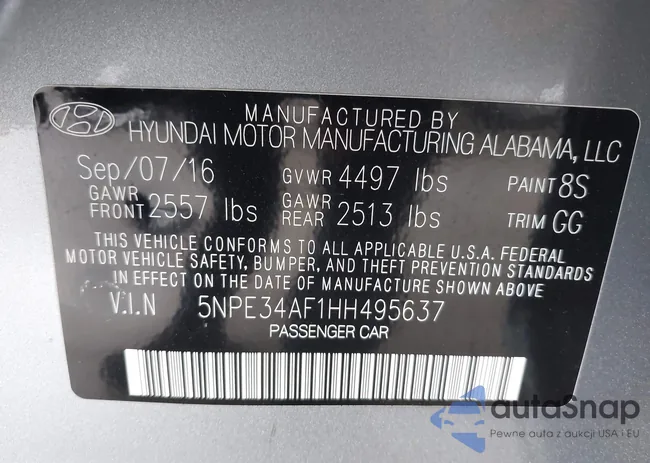 MANUFACTURED BY
HYUNDAI MOTOR MANUFACTURING ALABAMA, LLC
Sep/07/16 GVWR 4497 lbs PAINT 8S
GAWR FRONT 2557 lbs GAWR REAR 2513 lbs TRIM GG
THIS VEHICLE CONFORMS TO ALL APPLICABLE U.S.A. FEDERAL
MOTOR VEHICLE SAFETY, BUMPER, AND THEFT PREVENTION STANDARDS
IN EFFECT ON THE DATE OF MANUFACTURE SHOWN ABOVE.
V.I.N 5NPE34AF1HH495637
PASSENGER CAR
autoSnap
Pewne auta z aukcji USA i EU